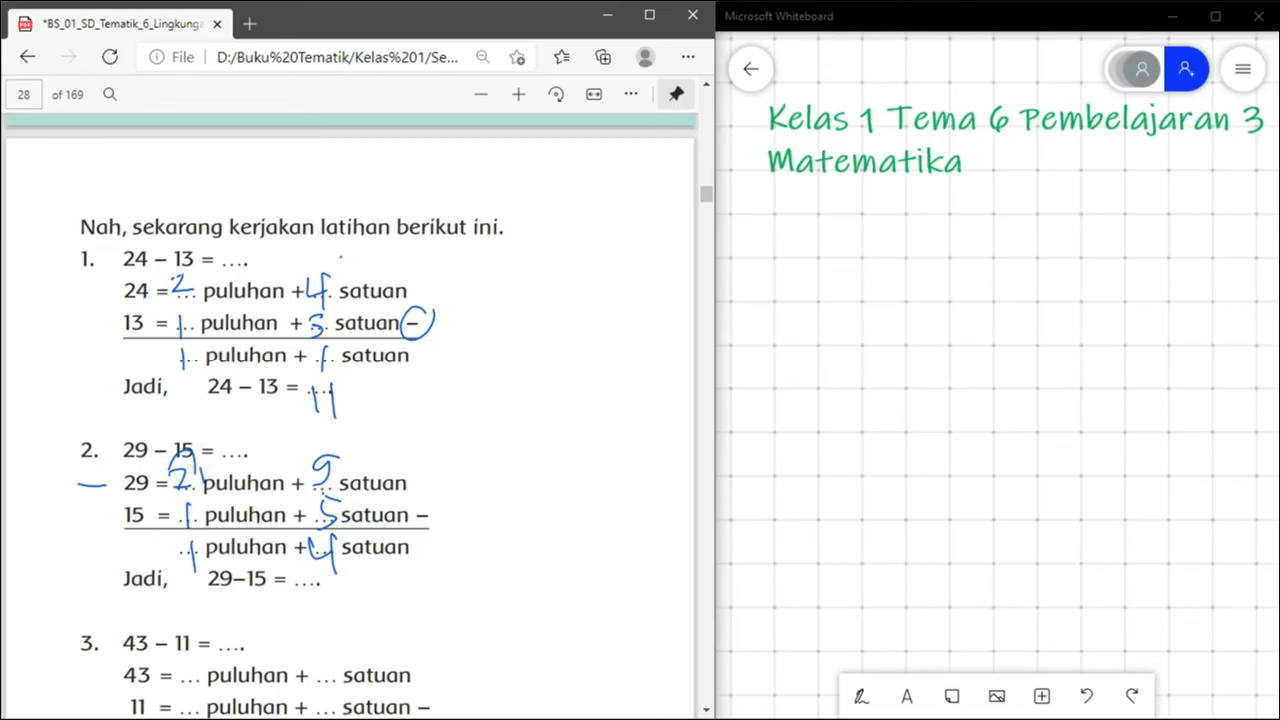 *BS_01_SD_Tematik_6_Lingkunga
Microsoft Whiteboard
File D:/Buku%20Tematik/Kelas%201/Se...
28 of 169
Kelas 1 Tema 6 Pembelajaran 3
Matematika
Nah, sekarang kerjakan latihan berikut ini.
1. 24 – 13 = ....
24 = 2 puluhan + 4 satuan
13 = 1 puluhan + 3 satuan –
1 puluhan + 1 satuan
Jadi, 24 – 13 = 11
2. 29 – 15 = ....
– 29 = 2 puluhan + 9 satuan
15 = 1 puluhan + 5 satuan –
1 puluhan + 4 satuan
Jadi, 29–15 = ....
3. 43 – 11 = ....
43 = ... puluhan + ... satuan
11 = ... puluhan + ... satuan –